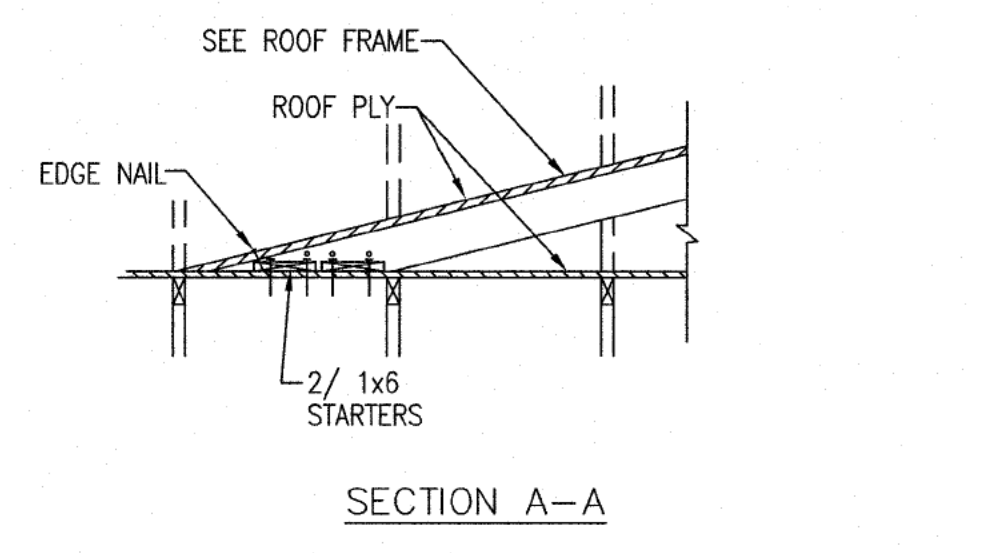 SEE ROOF FRAME
ROOF PLY
EDGE NAIL
2/ 1x6
STARTERS
SECTION A-A